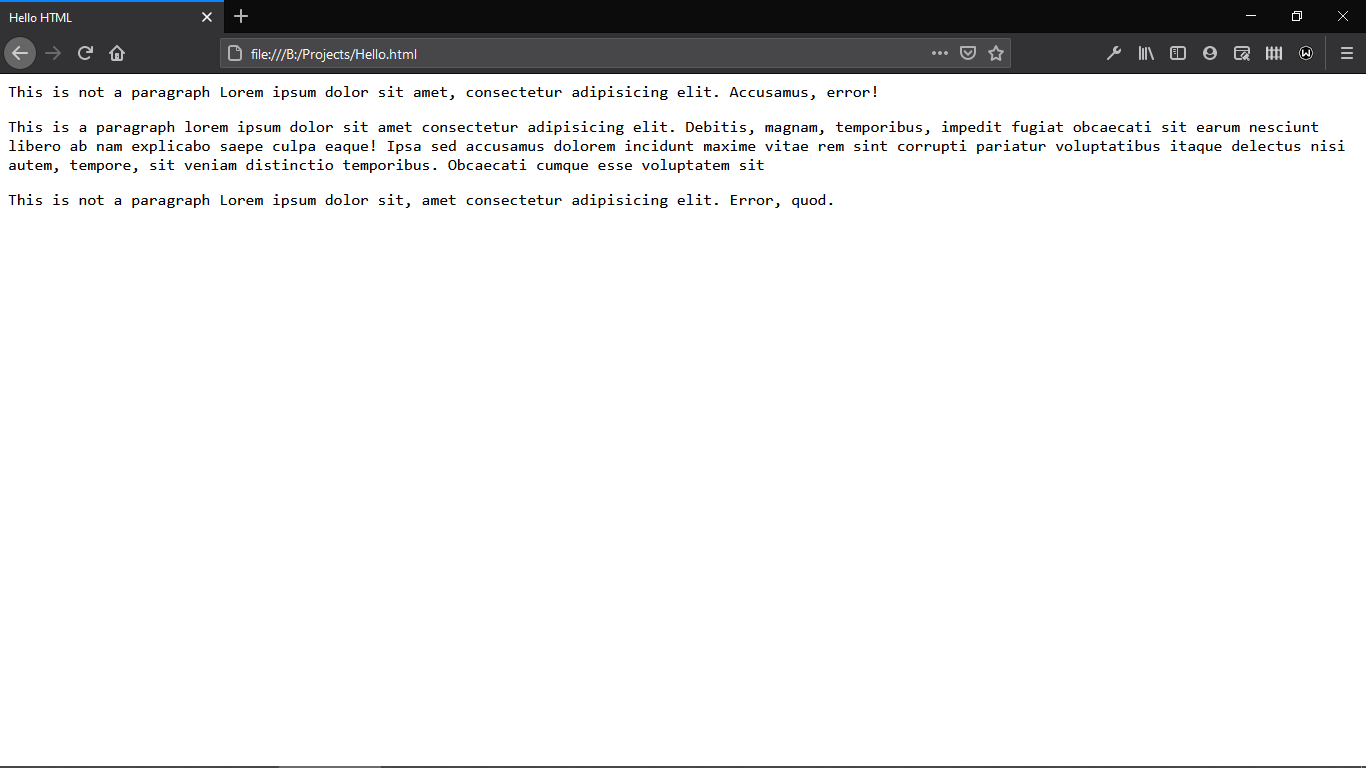 Hello HTML
file:///B:/Projects/Hello.html
This is not a paragraph Lorem ipsum dolor sit amet, consectetur adipisicing elit. Accusamus, error!
This is a paragraph lorem ipsum dolor sit amet consectetur adipisicing elit. Debitis, magnam, temporibus, impedit fugiat obcaecati sit earum nesciunt
libero ab nam explicabo saepe culpa eaque! Ipsa sed accusamus dolorem incidunt maxime vitae rem sint corrupti pariatur voluptatibus itaque delectus nisi
autem, tempore, sit veniam distinctio temporibus. Obcaecati cumque esse voluptatem sit
This is not a paragraph Lorem ipsum dolor sit, amet consectetur adipisicing elit. Error, quod.